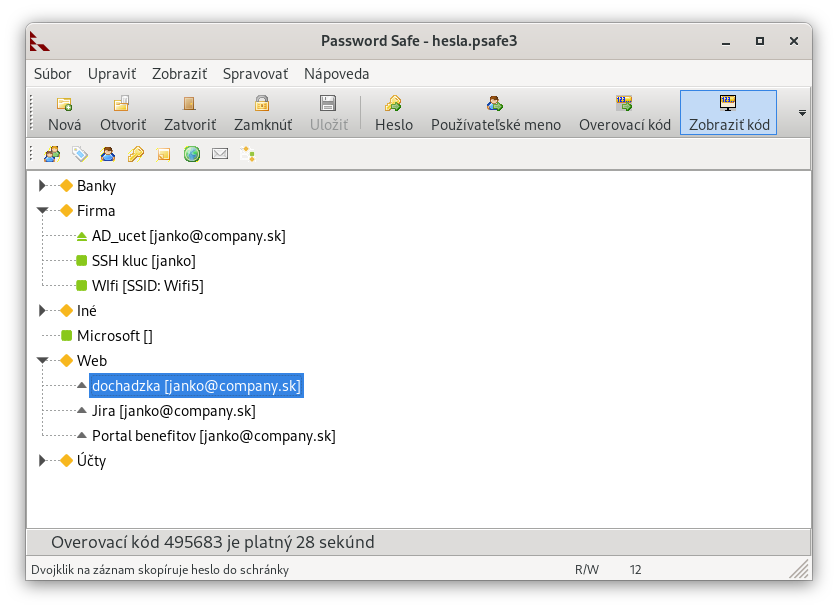 Password Safe - hesla.psafe3
Súbor Upraviť Zobraziť Spravovať Nápoveda
Nová Otvoriť Zatvoriť Zamknúť Uložiť Heslo Používateľské meno Overovací kód Zobraziť kód
Banky
Firma
AD_ucet [janko@company.sk]
SSH kluc [janko]
WIfi [SSID: Wifi5]
Iné
Microsoft []
Web
dochadzka [janko@company.sk]
Jira [janko@company.sk]
Portal benefitov [janko@company.sk]
Účty
Overovací kód 495683 je platný 28 sekúnd
Dvojklik na záznam skopíruje heslo do schránky R/W 12